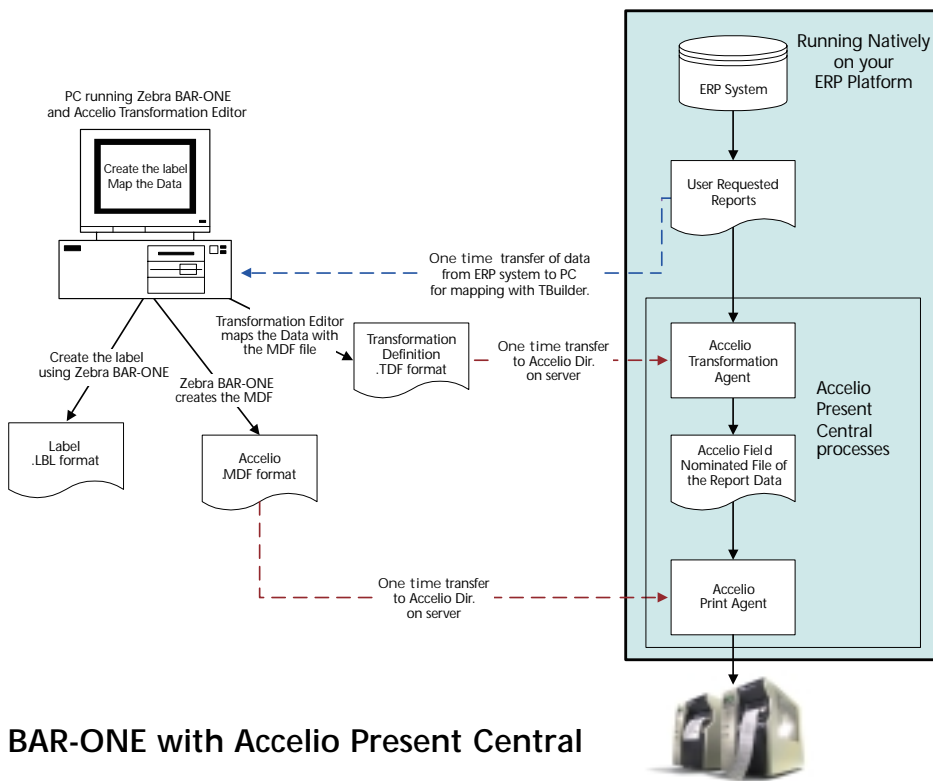 PC running Zebra BAR-ONE
and Accelio Transformation Editor
Create the label
Map the Data
Running Natively
on your
ERP Platform
ERP System
User Requested
Reports
One time transfer of data
from ERP system to PC
for mapping with TBuilder.
Transformation Editor
maps the Data with
the MDF file
Transformation
Definition
.TDF format
One time transfer
to Accelio Dir.
on server
Accelio
Transformation
Agent
Accelio
Present
Central
processes
Create the label
using Zebra BAR-ONE
Zebra BAR-ONE
creates the MDF
Label
.LBL format
Accelio
.MDF format
Accelio Field
Nominated File of
the Report Data
One time transfer
to Accelio Dir.
on server
Accelio
Print Agent
BAR-ONE with Accelio Present Central